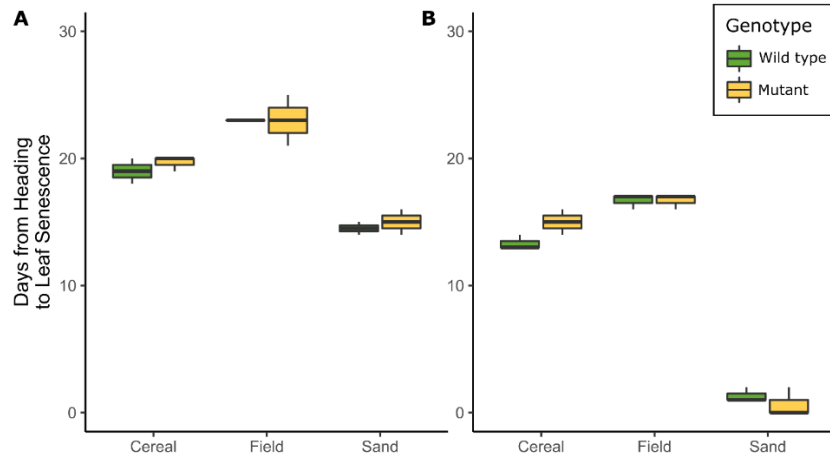 A
B
Genotype
Wild type
Mutant
Days from Heading
to Leaf Senescence
30
20
10
0
Cereal Field Sand
30
20
10
0
Cereal Field Sand